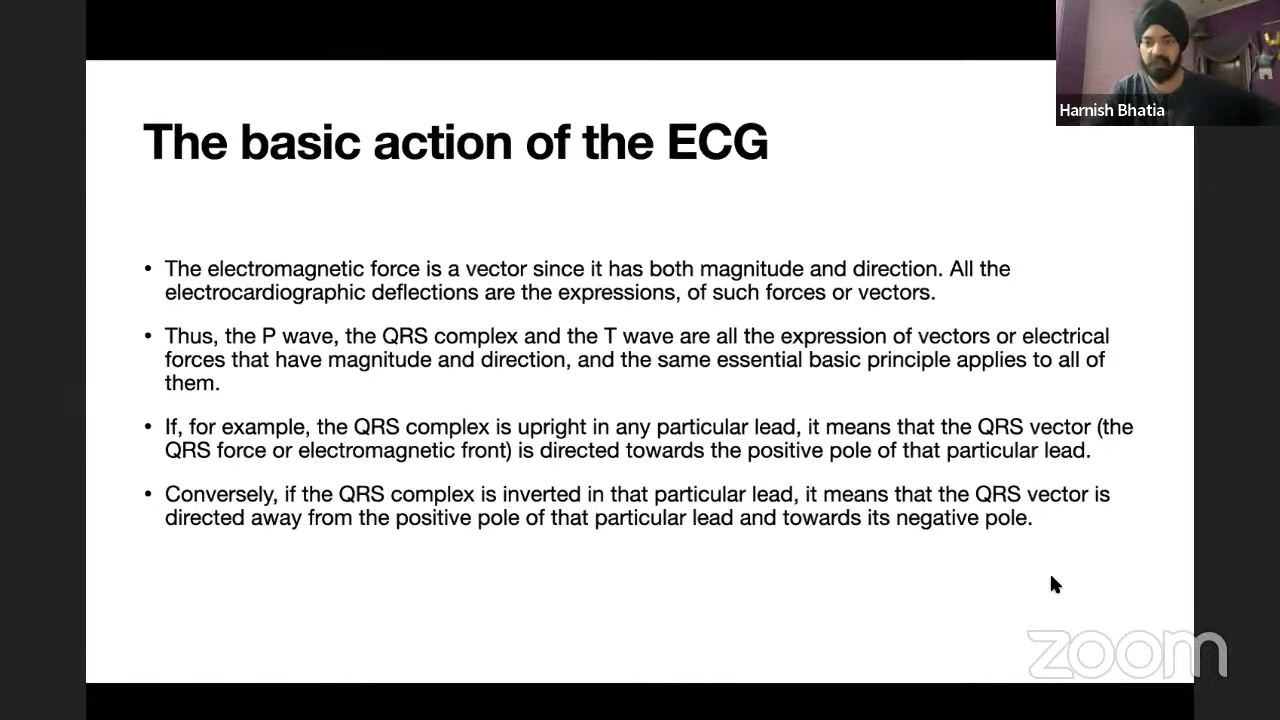 Harnish Bhatia
The basic action of the ECG
• The electromagnetic force is a vector since it has both magnitude and direction. All the
electrocardiographic deflections are the expressions, of such forces or vectors.
• Thus, the P wave, the QRS complex and the T wave are all the expression of vectors or electrical
forces that have magnitude and direction, and the same essential basic principle applies to all of
them.
• If, for example, the QRS complex is upright in any particular lead, it means that the QRS vector (the
QRS force or electromagnetic front) is directed towards the positive pole of that particular lead.
• Conversely, if the QRS complex is inverted in that particular lead, it means that the QRS vector is
directed away from the positive pole of that particular lead and towards its negative pole.
zoom